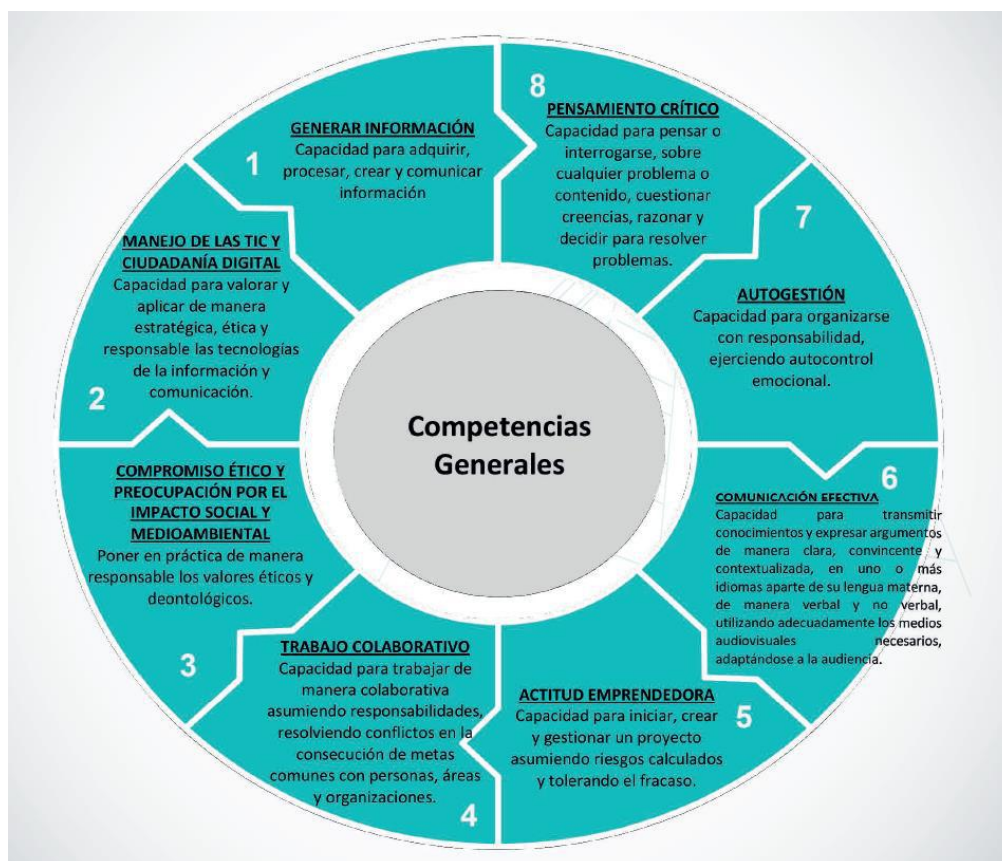 1
GENERAR INFORMACIÓN
Capacidad para adquirir,
procesar, crear y comunicar
información
2
MANEJO DE LAS TIC Y
CIUDADANÍA DIGITAL
Capacidad para valorar y
aplicar de manera
estratégica, ética y
responsable las tecnologías
de la información y
comunicación.
3
COMPROMISO ÉTICO Y
PREOCUPACIÓN POR EL
IMPACTO SOCIAL Y
MEDIOAMBIENTAL
Poner en práctica de manera
responsable los valores éticos y
deontológicos.
4
TRABAJO COLABORATIVO
Capacidad para trabajar de
manera colaborativa
asumiendo responsabilidades,
resolviendo conflictos en la
consecución de metas
comunes con personas, áreas
y organizaciones.
5
ACTITUD EMPRENDEDORA
Capacidad para iniciar, crear
y gestionar un proyecto
asumiendo riesgos calculados
y tolerando el fracaso.
6
COMUNICACIÓN EFECTIVA
Capacidad para transmitir
conocimientos y expresar argumentos
de manera clara, convincente y
contextualizada, en uno o más
idiomas aparte de su lengua materna,
de manera verbal y no verbal,
utilizando adecuadamente los medios
audiovisuales necesarios,
adaptándose a la audiencia.
7
AUTOGESTIÓN
Capacidad para organizarse
con responsabilidad,
ejerciendo autocontrol
emocional.
8
PENSAMIENTO CRÍTICO
Capacidad para pensar o
interrogarse, sobre
cualquier problema o
contenido, cuestionar
creencias, razonar y
decidir para resolver
problemas.
Competencias
Generales